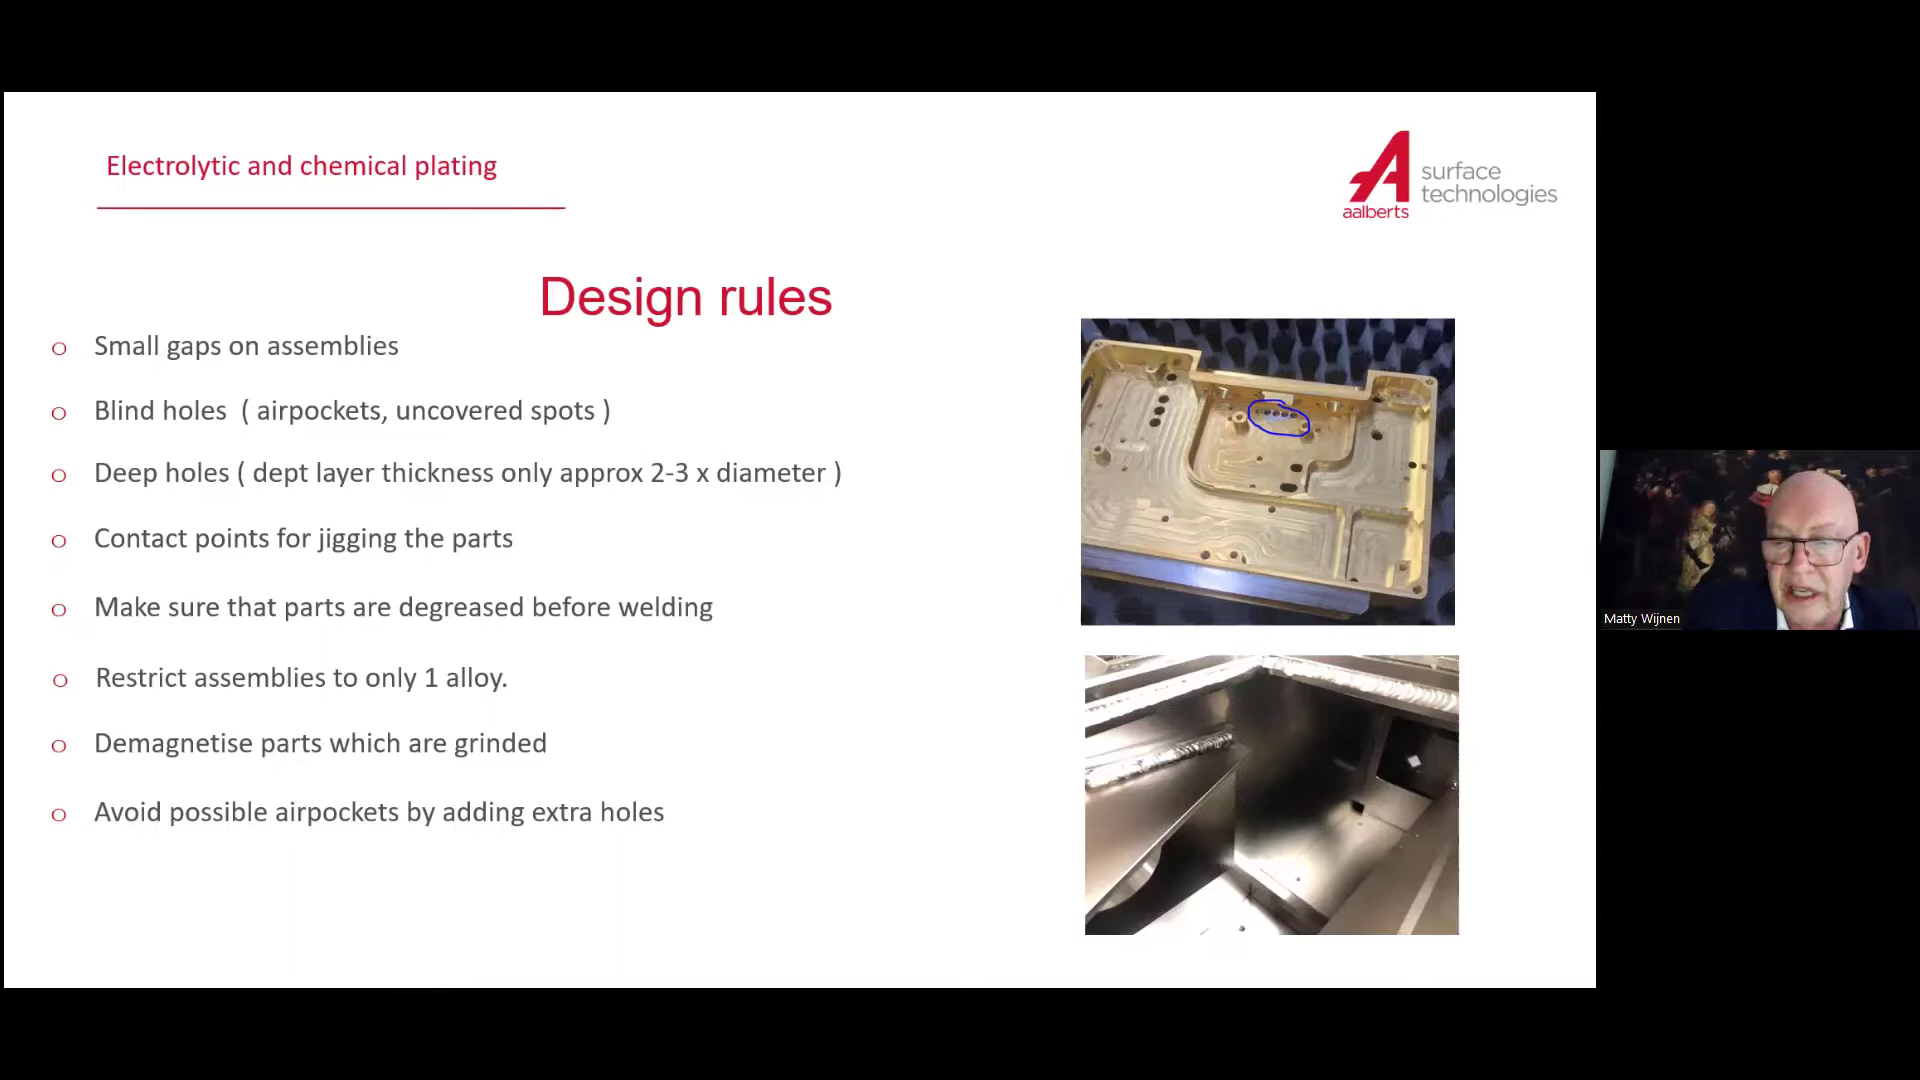 Electrolytic and chemical plating
surface
technologies
aalberts
Design rules
Small gaps on assemblies
Blind holes ( airpockets, uncovered spots )
Deep holes ( dept layer thickness only approx 2-3 x diameter )
Contact points for jigging the parts
Make sure that parts are degreased before welding
Restrict assemblies to only 1 alloy.
Demagnetise parts which are grinded
Avoid possible airpockets by adding extra holes
Matty Wijnen